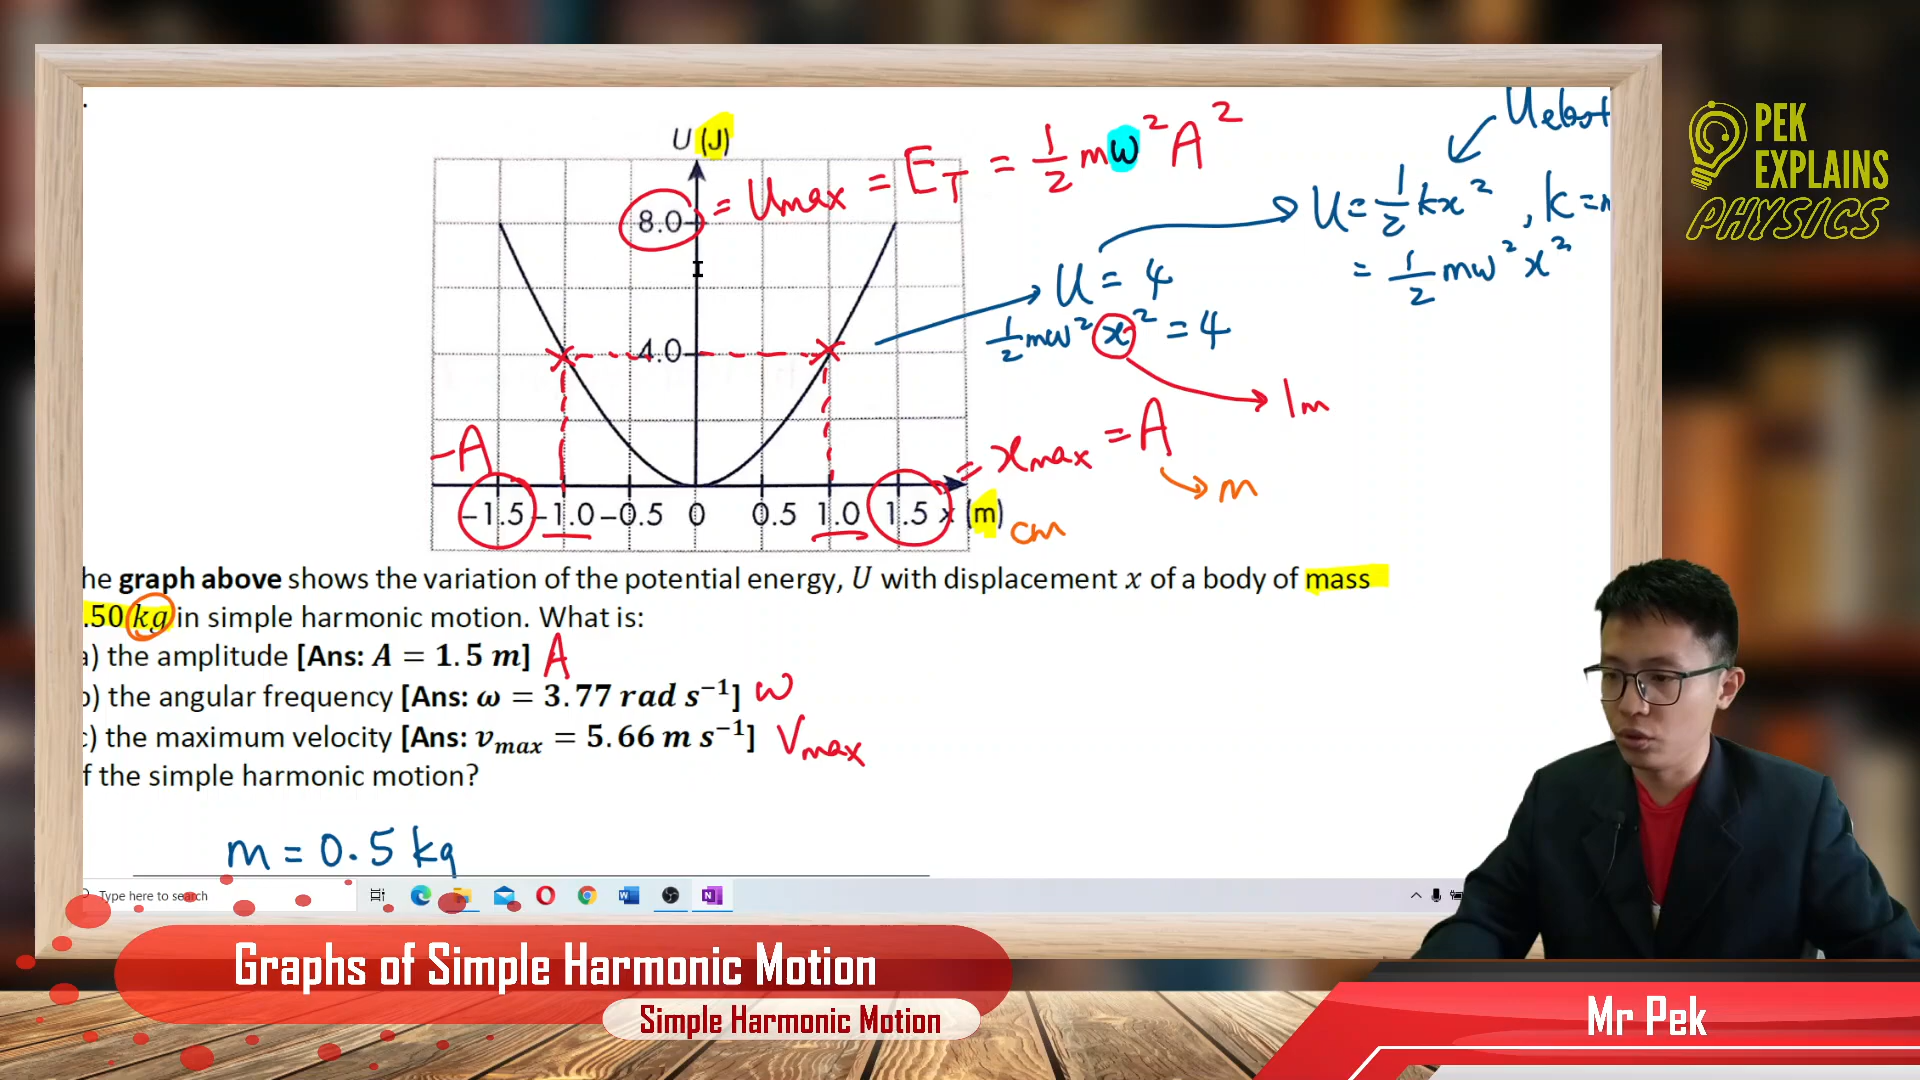 U (J)
8.0 = Umax = E_T = 1/2 mω²A²
4.0
-A
-1.5 -1.0 -0.5 0 0.5 1.0 1.5 x (m)
cm
= xmax = A
m
U = 4
1/2 mω² x² = 4
1m
U = 1/2 kx² , k =
= 1/2 mω² x²
he graph above shows the variation of the potential energy, U with displacement x of a body of mass
.50 kg in simple harmonic motion. What is:
) the amplitude [Ans: A = 1.5 m] A
) the angular frequency [Ans: ω = 3.77 rad s⁻¹] ω
) the maximum velocity [Ans: vmax = 5.66 m s⁻¹] Vmax
f the simple harmonic motion?
m = 0.5 kg
Type here to search
PEK
EXPLAINS
PHYSICS
Graphs of Simple Harmonic Motion
Simple Harmonic Motion
Mr Pek